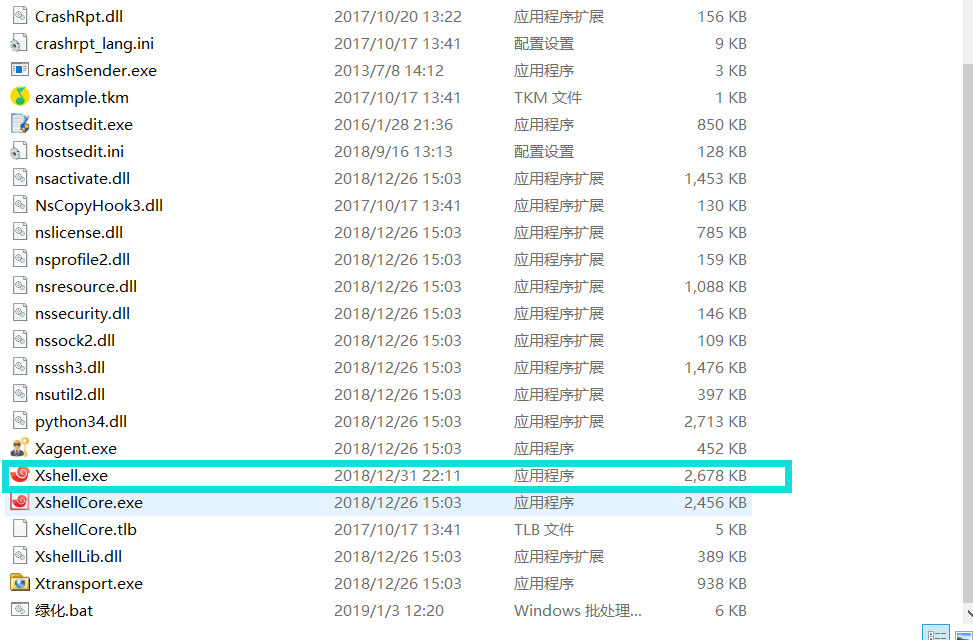 CrashRpt.dll 2017/10/20 13:22 应用程序扩展 156 KB
crashrpt_lang.ini 2017/10/17 13:41 配置设置 9 KB
CrashSender.exe 2013/7/8 14:12 应用程序 3 KB
example.tkm 2017/10/17 13:41 TKM 文件 1 KB
hostsedit.exe 2016/1/28 21:36 应用程序 850 KB
hostsedit.ini 2018/9/16 13:13 配置设置 128 KB
nsactivate.dll 2018/12/26 15:03 应用程序扩展 1,453 KB
NsCopyHook3.dll 2017/10/17 13:41 应用程序扩展 130 KB
nslicense.dll 2018/12/26 15:03 应用程序扩展 785 KB
nsprofile2.dll 2018/12/26 15:03 应用程序扩展 159 KB
nsresource.dll 2018/12/26 15:03 应用程序扩展 1,088 KB
nssecurity.dll 2018/12/26 15:03 应用程序扩展 146 KB
nssock2.dll 2018/12/26 15:03 应用程序扩展 109 KB
nsssh3.dll 2018/12/26 15:03 应用程序扩展 1,476 KB
nsutil2.dll 2018/12/26 15:03 应用程序扩展 397 KB
python34.dll 2018/12/26 15:03 应用程序扩展 2,713 KB
Xagent.exe 2018/12/26 15:03 应用程序 452 KB
Xshell.exe 2018/12/31 22:11 应用程序 2,678 KB
XshellCore.exe 2018/12/26 15:03 应用程序 2,456 KB
XshellCore.tlb 2017/10/17 13:41 TLB 文件 5 KB
XshellLib.dll 2018/12/26 15:03 应用程序扩展 389 KB
Xtransport.exe 2018/12/26 15:03 应用程序 938 KB
绿化.bat 2019/1/3 12:20 Windows 批处理... 6 KB